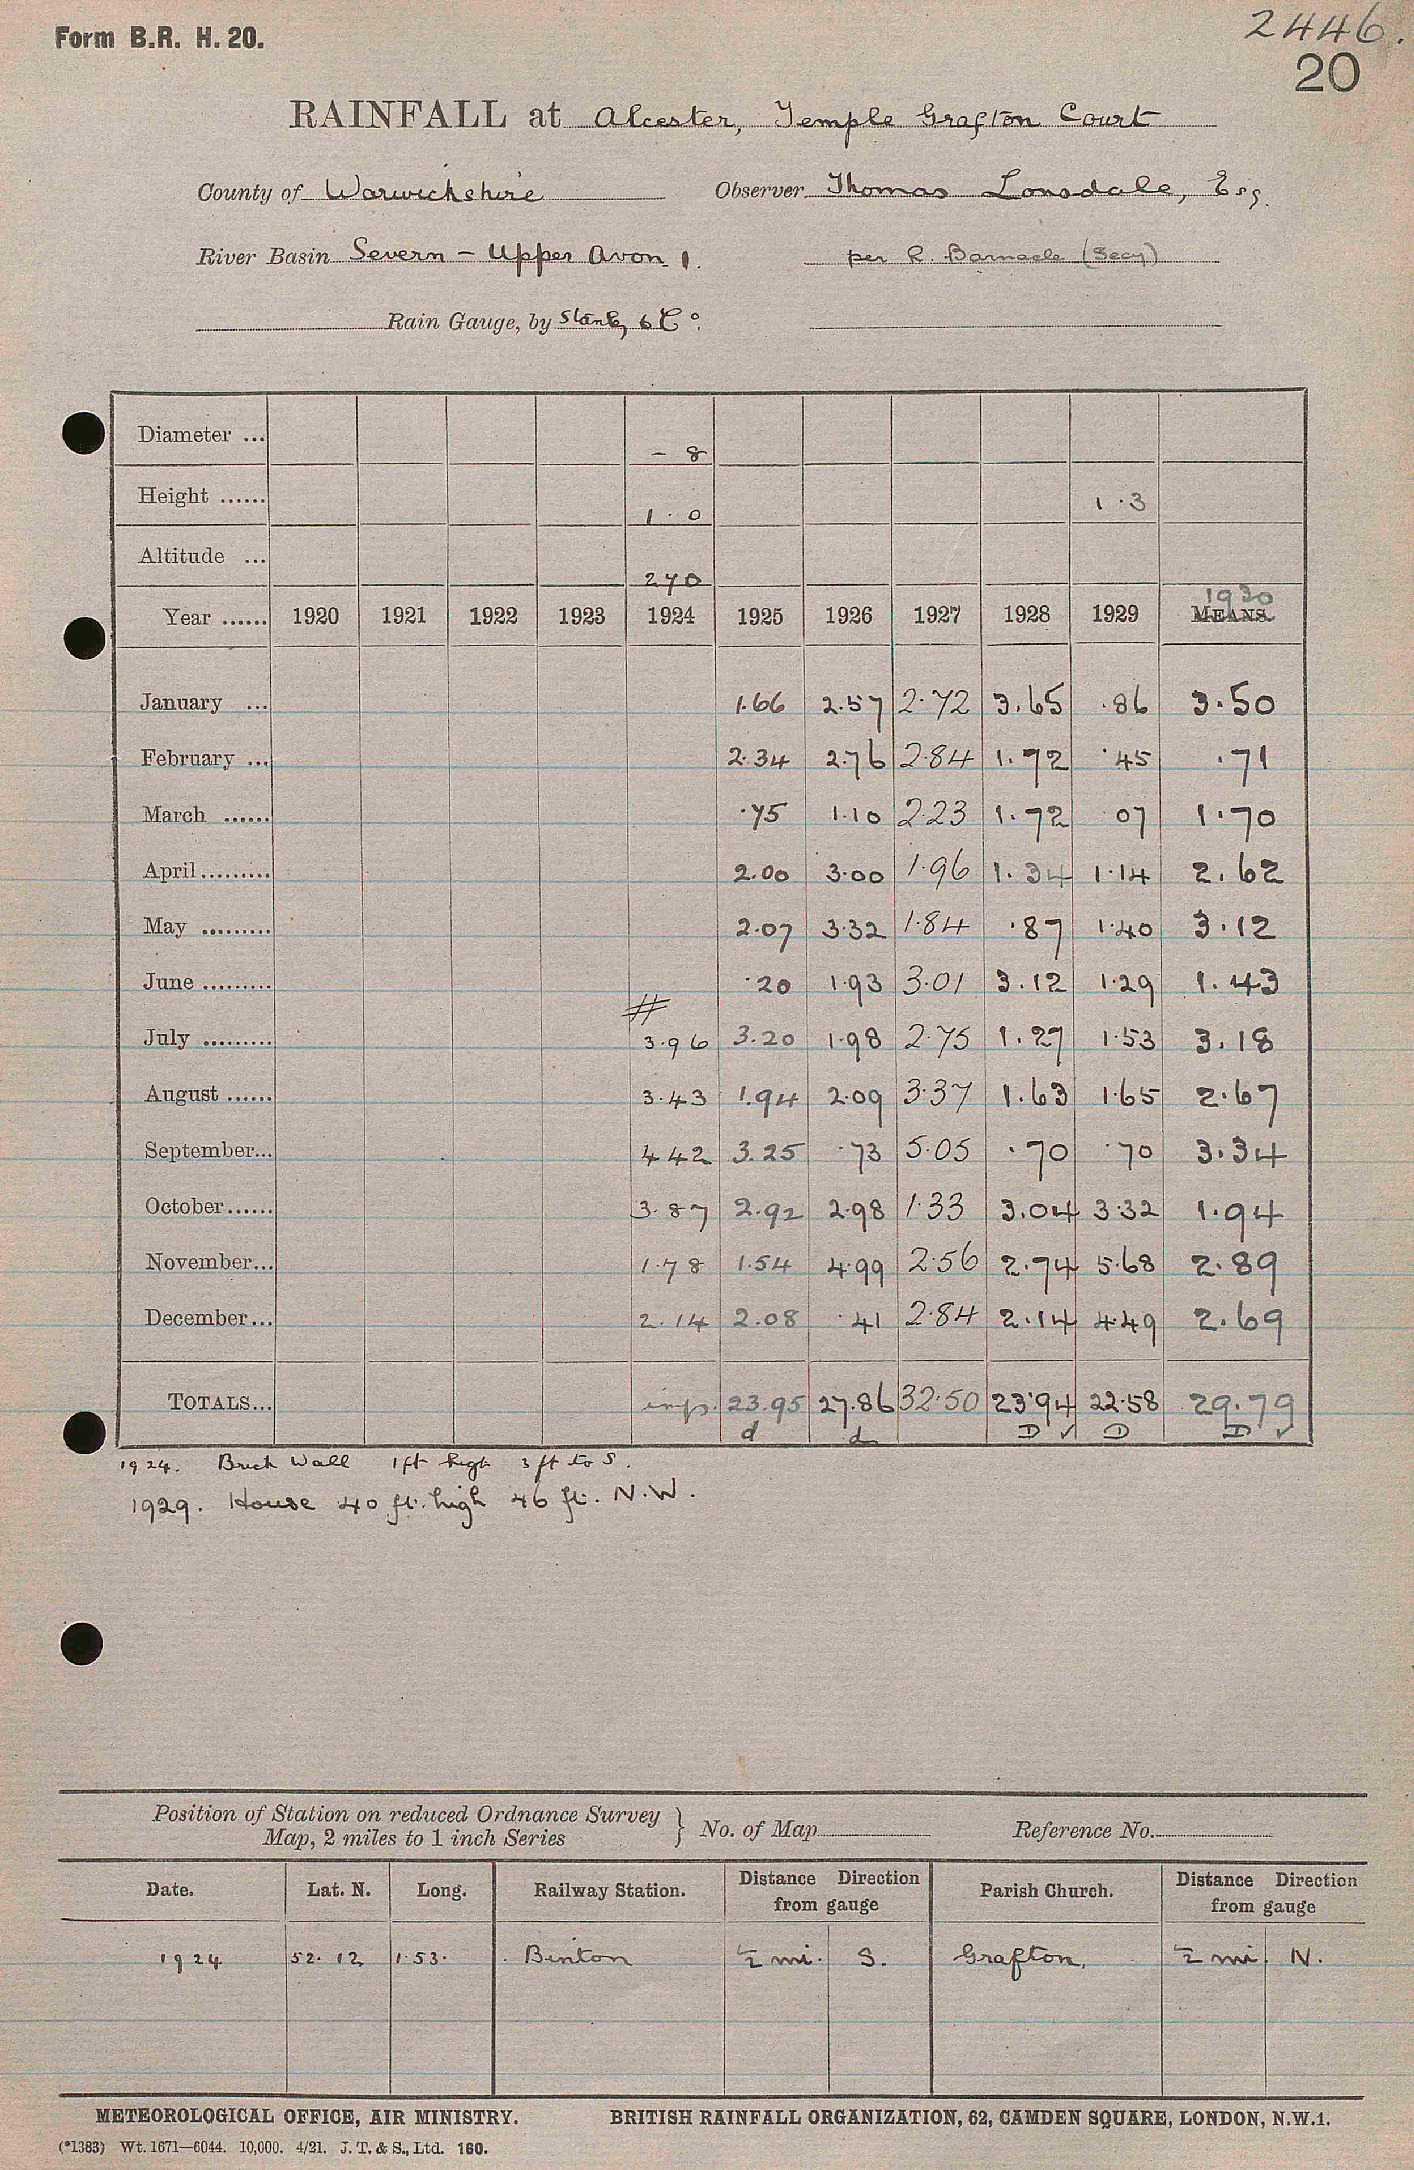 Form B.R. H. 20.
2446.
20
RAINFALL at Alcester, Temple Grafton Court
County of Warwickshire Observer Thomas Lonsdale, Esq.
River Basin Severn - Upper Avon 1. per R. Barnacle (Secy)
Rain Gauge, by & Co.
Diameter ... - 8
Height ...... 1 . 0 1 . 3
Altitude ... 270
1930
Year ...... 1920 1921 1922 1923 1924 1925 1926 1927 1928 1929 MEANS.
January ... 1.66 2.57 2.72 3.65 .86 3.50
February ... 2.34 2.76 2.84 1.72 .45 .71
March ...... .75 1.10 2.23 1.72 07 1.70
April ......... 2.00 3.00 1.96 1.34 1.14 2.62
May ......... 2.07 3.32 1.84 .87 1.40 3.12
June ......... .20 1.93 3.01 3.12 1.29 1.43
#
July ......... 3.96 3.20 1.98 2.75 1.27 1.53 3.18
August ...... 3.43 1.94 2.09 3.37 1.63 1.65 2.67
September... 4 42 3.25 .73 5.05 .70 .70 3.34
October ...... 3.87 2.92 2.98 1.33 3.04 3.32 1.94
November... 1.78 1.54 4.99 2.56 2.74 5.68 2.89
December... 2.14 2.08 .41 2.84 2.14 4.49 2.69
TOTALS... imp. 23.95 27.86 32.50 23.94 22.58 29.79
d d D ✓ D D ✓
1924. Brick Wall 1ft high 3 ft to S.
1929. House 40 ft. high 46 ft. N.W.
Position of Station on reduced Ordnance Survey
Map, 2 miles to 1 inch Series } No. of Map Reference No.
Date. Lat. N. Long. Railway Station. Distance Direction from gauge Parish Church. Distance Direction from gauge
1924 52. 12 1.53. Binton ½ mi. S. Grafton. ½ mi N.
METEOROLOGICAL OFFICE, AIR MINISTRY. BRITISH RAINFALL ORGANIZATION, 62, CAMDEN SQUARE, LONDON, N.W.1.
(*1383) Wt. 1671—6044. 10,000. 4/21. J. T. & S., Ltd. 160.